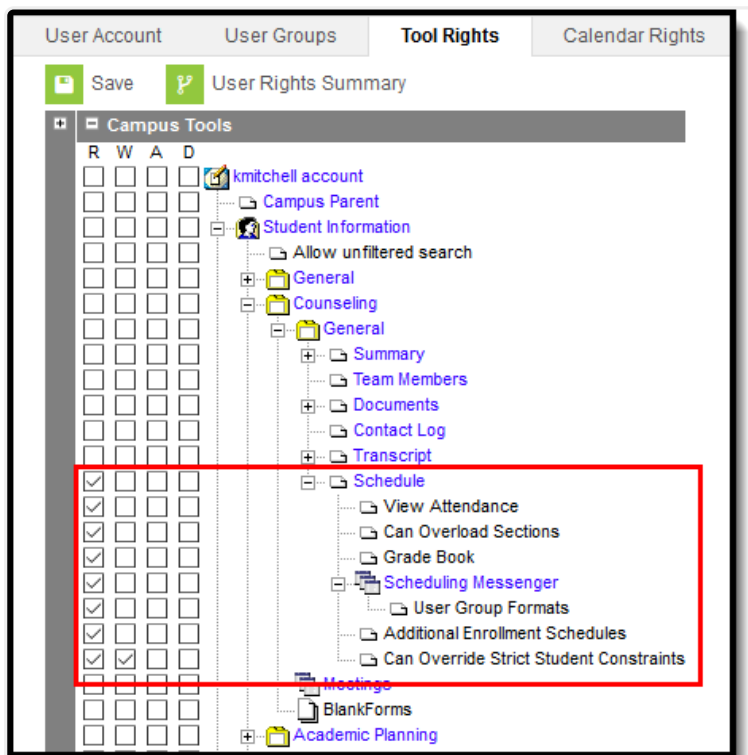 User Account User Groups Tool Rights Calendar Rights
Save User Rights Summary
Campus Tools
R W A D
kmitchell account
Campus Parent
Student Information
Allow unfiltered search
General
Counseling
General
Summary
Team Members
Documents
Contact Log
Transcript
Schedule
View Attendance
Can Overload Sections
Grade Book
Scheduling Messenger
User Group Formats
Additional Enrollment Schedules
Can Override Strict Student Constraints
Meetings
BlankForms
Academic Planning